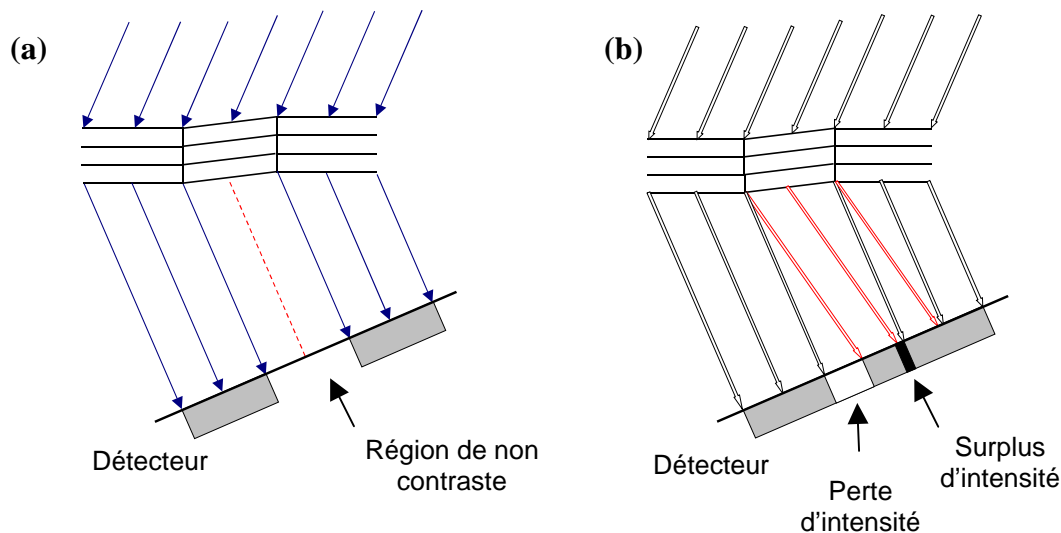 (a)
Détecteur
Région de non
contraste
(b)
Détecteur
Perte
d'intensité
Surplus
d'intensité